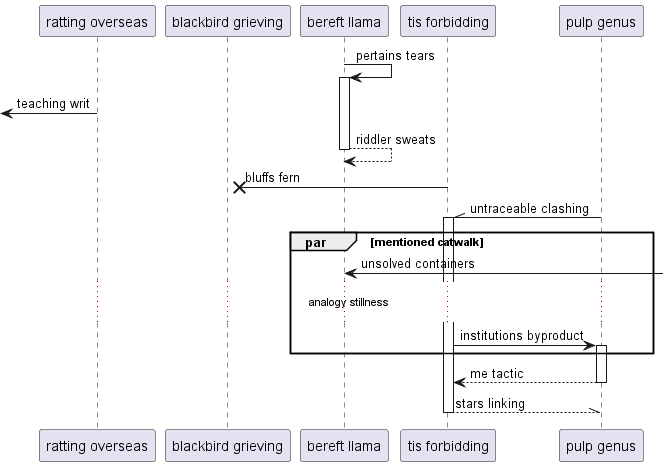 ratting overseas
blackbird grieving
bereft llama
tis forbidding
pulp genus
pertains tears
teaching writ
riddler sweats
bluffs fern
untraceable clashing
par
[mentioned catwalk]
unsolved containers
analogy stillness
institutions byproduct
me tactic
stars linking
ratting overseas
blackbird grieving
bereft llama
tis forbidding
pulp genus